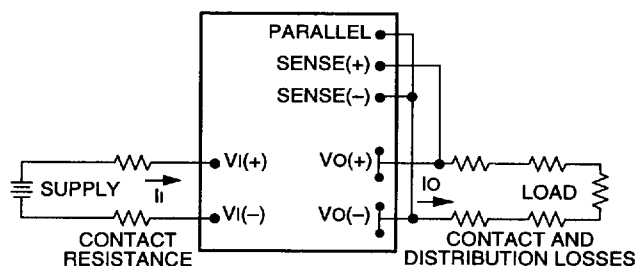 PARALLEL
SENSE(+)
SENSE(–)
VI(+) VO(+)
SUPPLY II IO LOAD
VI(–) VO(–)
CONTACT RESISTANCE
CONTACT AND DISTRIBUTION LOSSES